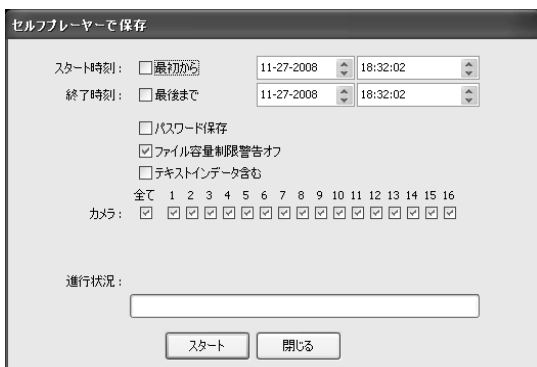 セルフプレーヤーで保存
スタート時刻： 最初から 11-27-2008 18:32:02
終了時刻： 最後まで 11-27-2008 18:32:02
パスワード保存
ファイル容量制限警告オフ
テキストインデータ含む
全て 1 2 3 4 5 6 7 8 9 10 11 12 13 14 15 16
カメラ：
進行状況：
スタート 閉じる